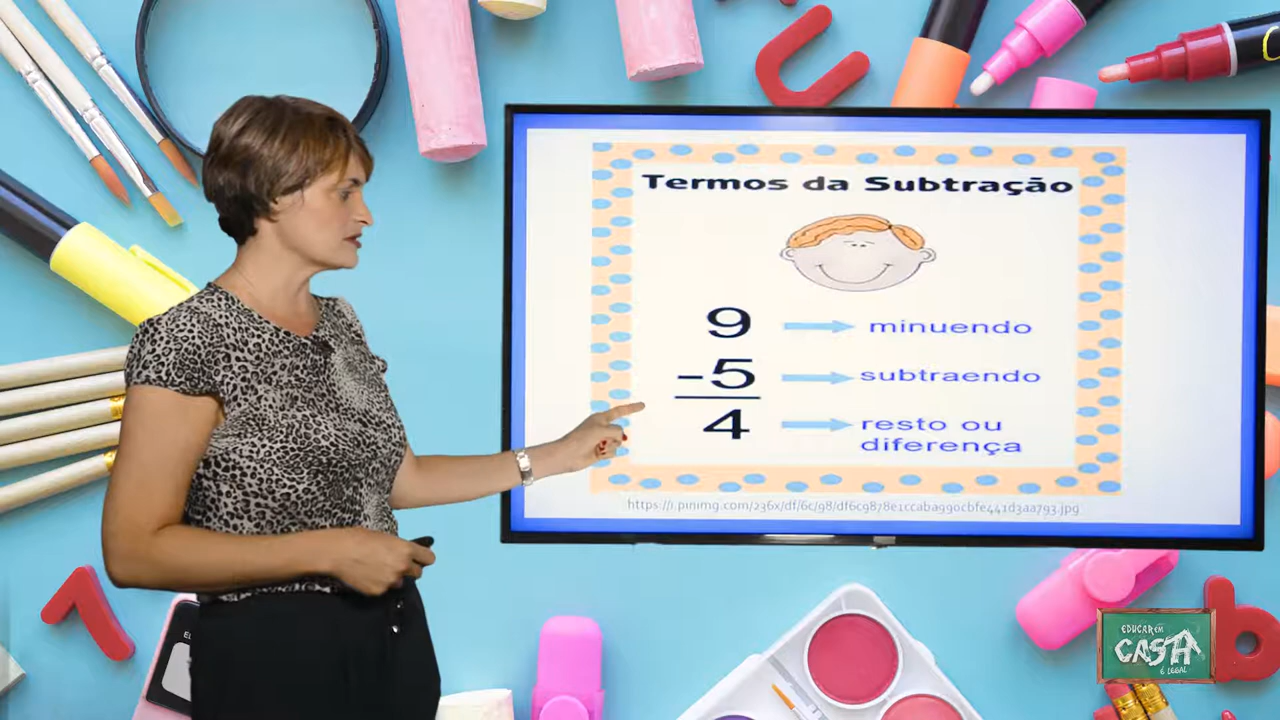 Termos da Subtração
9 minuendo
-5 subtraendo
4 resto ou
diferença
EDUCAR EM
CASA
É LEGAL